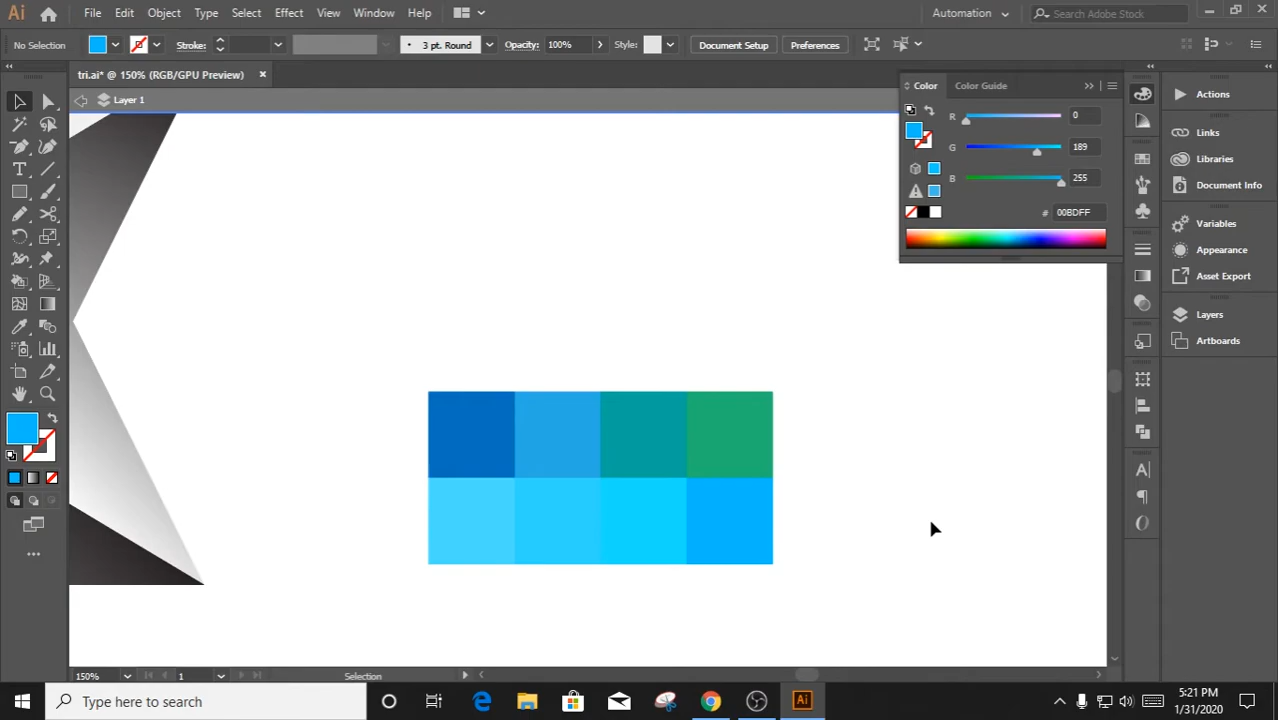 Ai File Edit Object Type Select Effect View Window Help Automation Search Adobe Stock
No Selection Stroke: 3 pt. Round Opacity: 100% Style: Document Setup Preferences
tri.ai* @ 150% (RGB/GPU Preview)
Layer 1
Color Color Guide
R 0
G 189
B 255
# 00BDFF
Actions
Links
Libraries
Document Info
Variables
Appearance
Asset Export
Layers
Artboards
150% 1 Selection
Type here to search
Ai
5:21 PM
1/31/2020